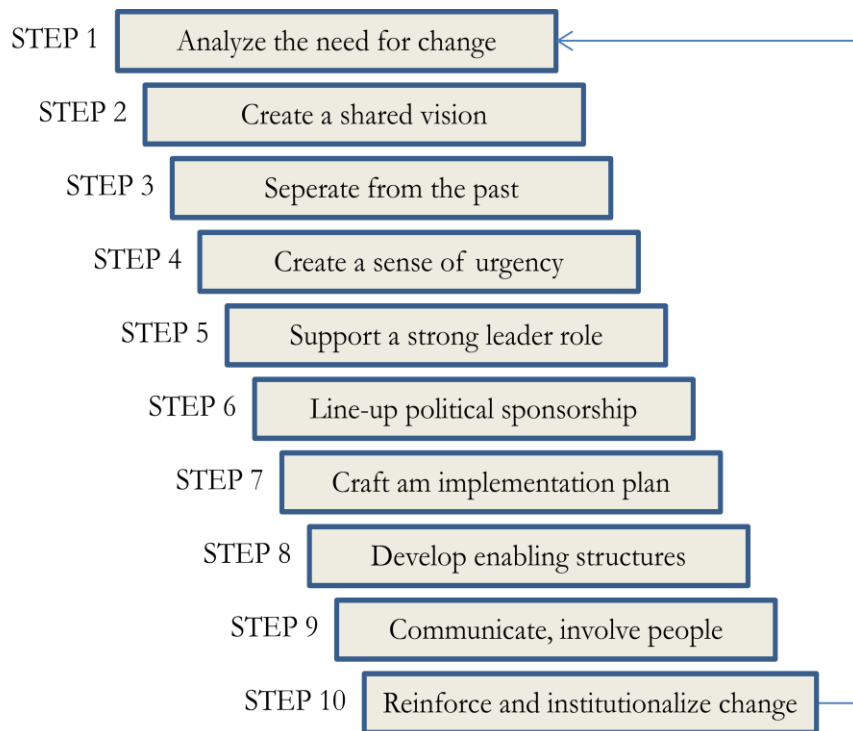 STEP 1 Analyze the need for change
STEP 2 Create a shared vision
STEP 3 Seperate from the past
STEP 4 Create a sense of urgency
STEP 5 Support a strong leader role
STEP 6 Line-up political sponsorship
STEP 7 Craft am implementation plan
STEP 8 Develop enabling structures
STEP 9 Communicate, involve people
STEP 10 Reinforce and institutionalize change